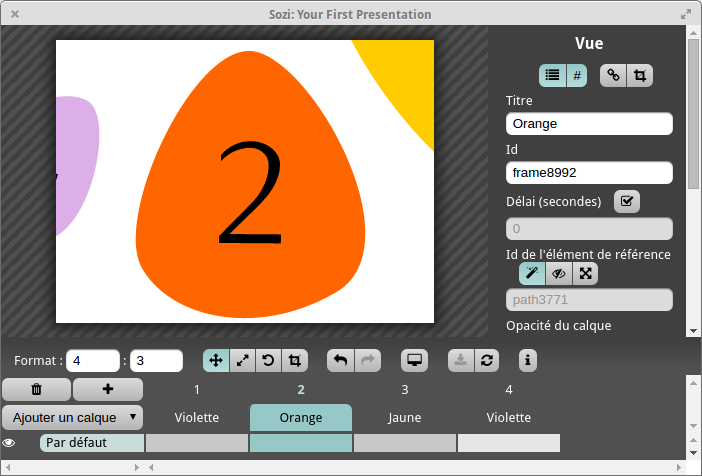 Sozi: Your First Presentation
2
Vue
#
Titre
Orange
Id
frame8992
Délai (secondes)
0
Id de l'élément de référence
path3771
Opacité du calque
Format : 4 : 3
1 2 3 4
Ajouter un calque Violette Orange Jaune Violette
Par défaut